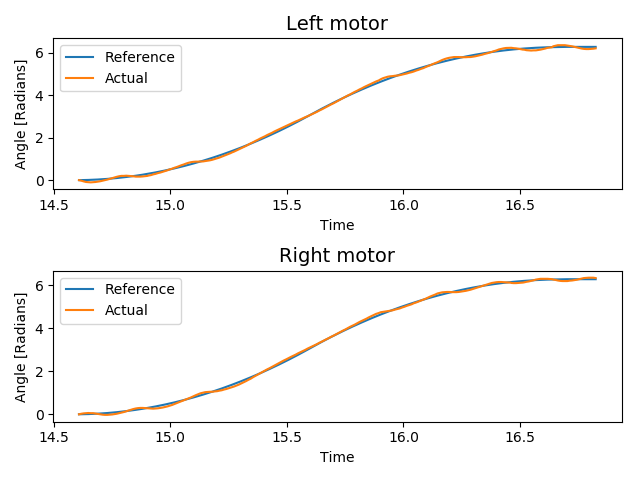 Left motor
6
4
2
0
Angle [Radians]
Reference
Actual
14.5 15.0 15.5 16.0 16.5
Time
Right motor
6
4
2
0
Angle [Radians]
Reference
Actual
14.5 15.0 15.5 16.0 16.5
Time